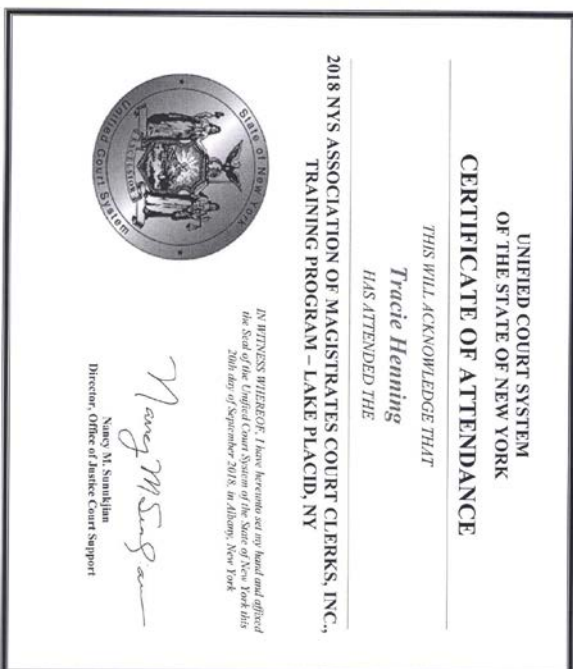 UNIFIED COURT SYSTEM
OF THE STATE OF NEW YORK
CERTIFICATE OF ATTENDANCE
THIS WILL ACKNOWLEDGE THAT
Tracie Henning
HAS ATTENDED THE
2018 NYS ASSOCIATION OF MAGISTRATES COURT CLERKS, INC.,
TRAINING PROGRAM – LAKE PLACID, NY
State of New York
EXCELSIOR
Unified Court System
IN WITNESS WHEREOF, I have hereunto set my hand and affixed
the Seal of the Unified Court System of the State of New York this
20th day of September 2018, in Albany, New York
Nancy M. Sunukjian
Director, Office of Justice Court Support